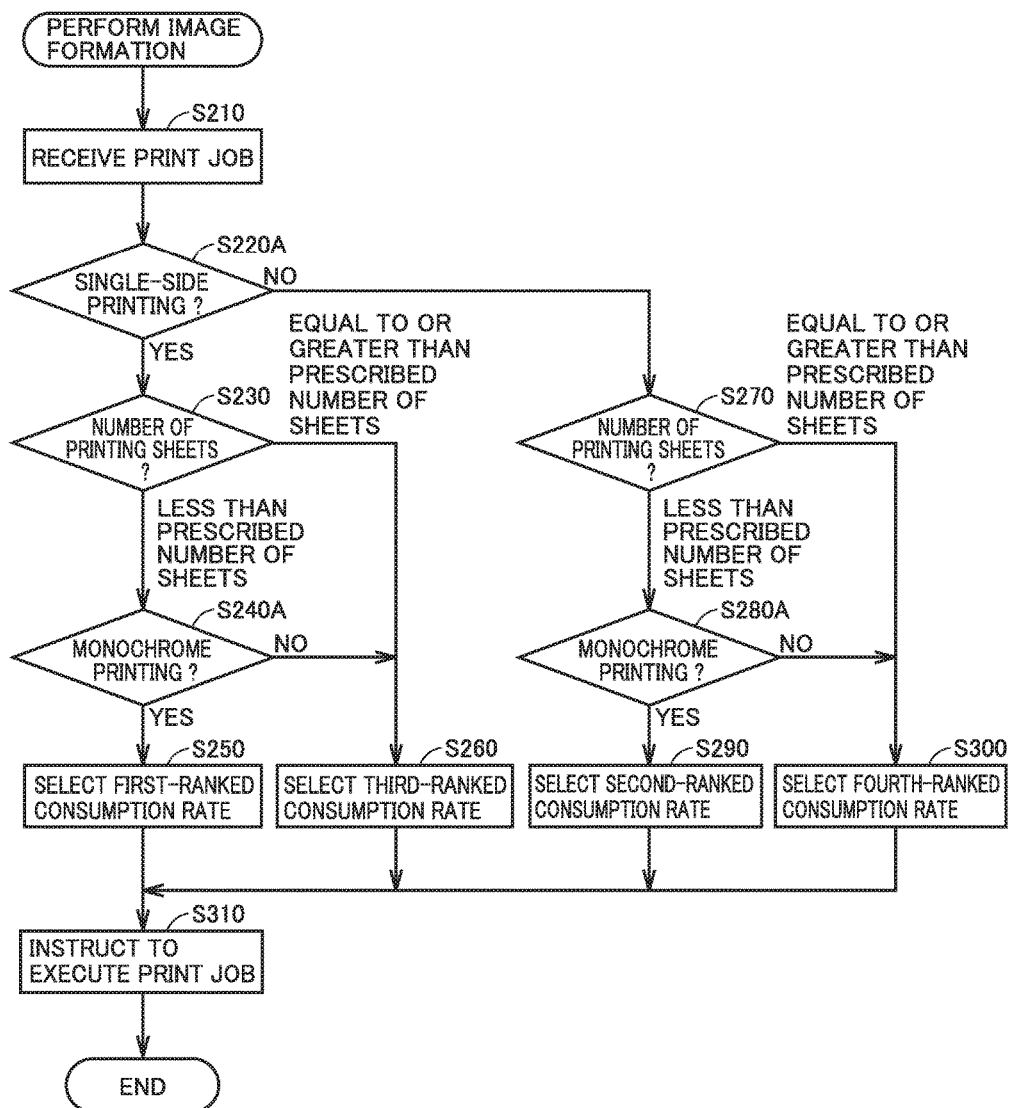 PERFORM IMAGE
FORMATION
S210
RECEIVE PRINT JOB
S220A
SINGLE-SIDE
PRINTING ?
NO
YES
EQUAL TO OR
GREATER THAN
PRESCRIBED
NUMBER OF
SHEETS
EQUAL TO OR
GREATER THAN
PRESCRIBED
NUMBER OF
SHEETS
S230
NUMBER OF
PRINTING SHEETS
?
S270
NUMBER OF
PRINTING SHEETS
?
LESS THAN
PRESCRIBED
NUMBER OF
SHEETS
LESS THAN
PRESCRIBED
NUMBER OF
SHEETS
S240A
MONOCHROME
PRINTING ?
NO
YES
S280A
MONOCHROME
PRINTING ?
NO
YES
S250
SELECT FIRST-RANKED
CONSUMPTION RATE
S260
SELECT THIRD-RANKED
CONSUMPTION RATE
S290
SELECT SECOND-RANKED
CONSUMPTION RATE
S300
SELECT FOURTH-RANKED
CONSUMPTION RATE
S310
INSTRUCT TO
EXECUTE PRINT JOB
END